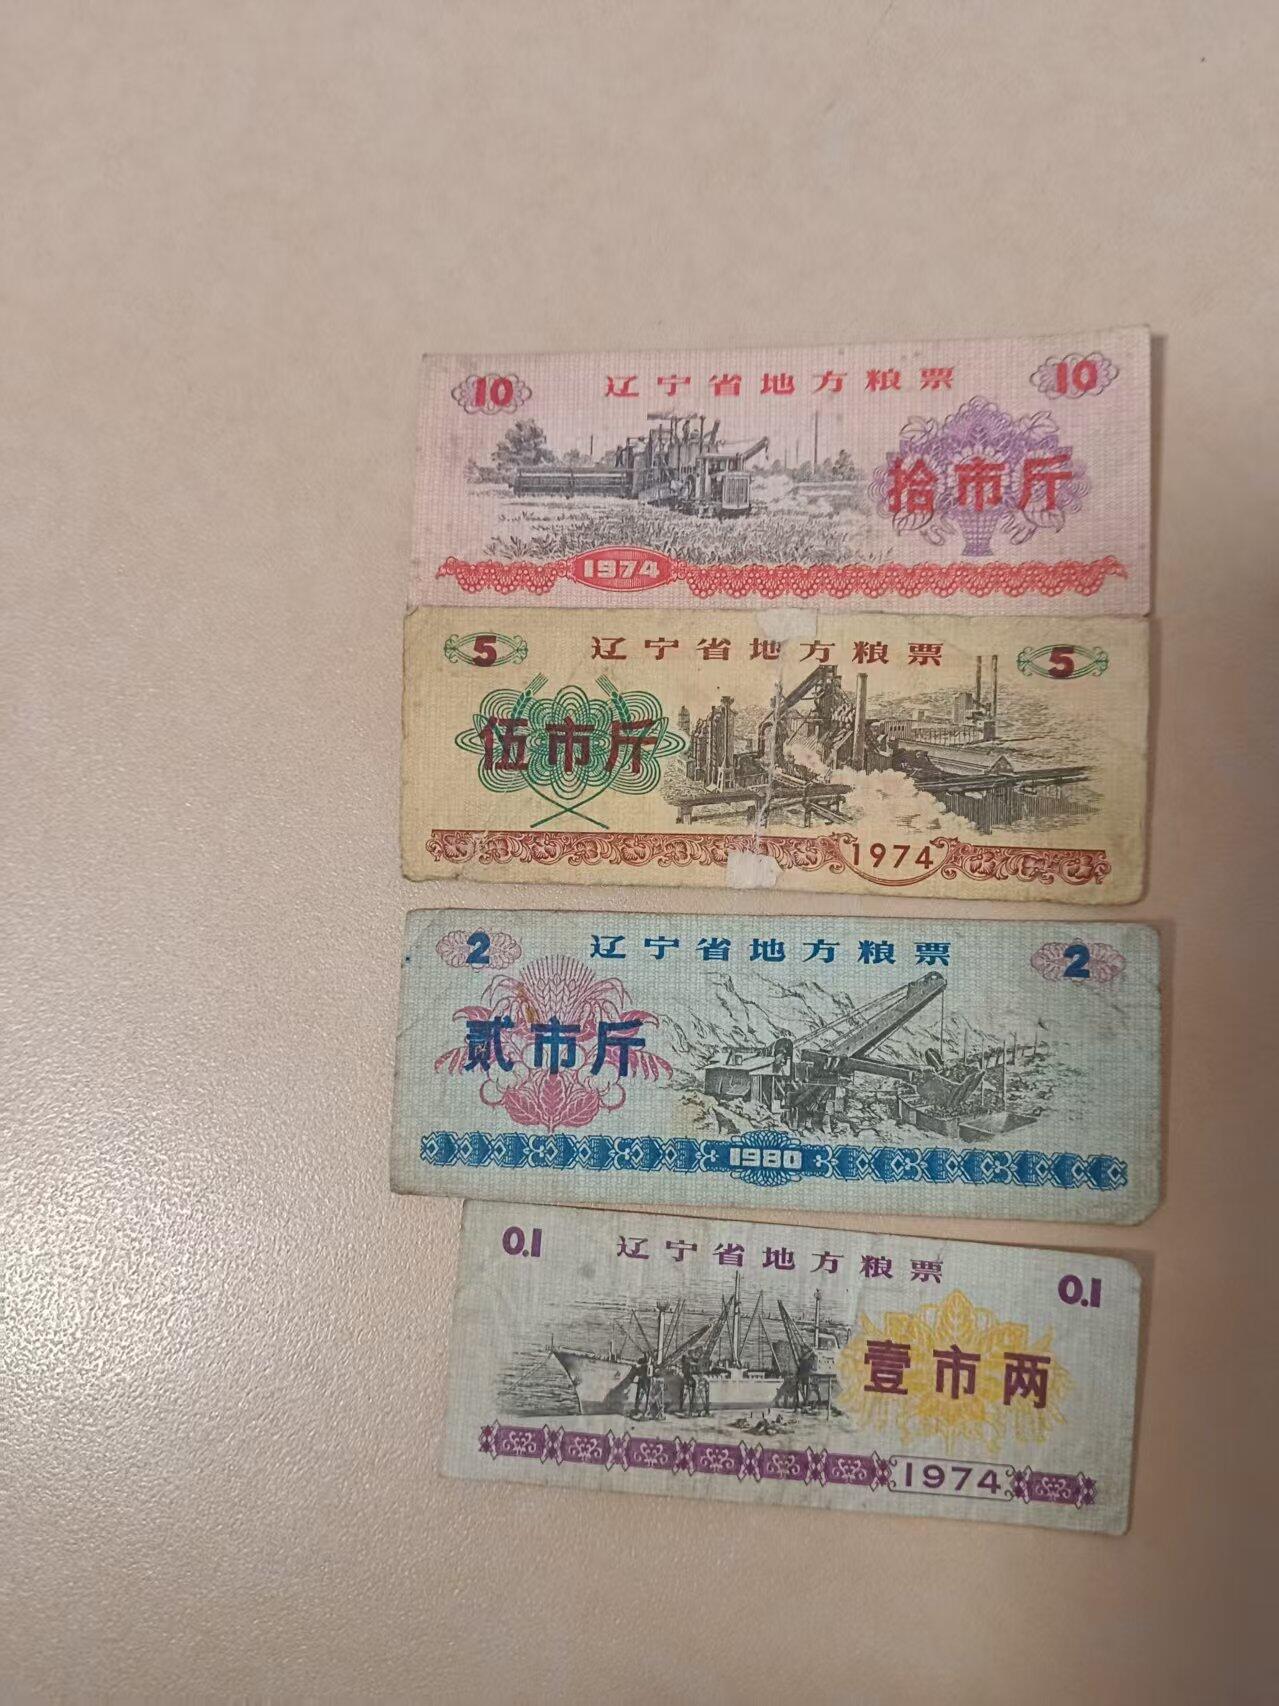 10 辽宁省地方粮票 10
拾市斤
1974
5 辽宁省地方粮票 5
伍市斤
1974
2 辽宁省地方粮票 2
贰市斤
1980
0.1 辽宁省地方粮票 0.1
壹市两
1974